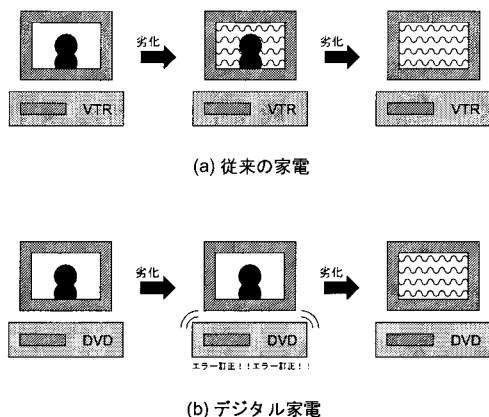 劣化 劣化
VTR VTR VTR
(a) 従来の家電
劣化 劣化
DVD DVD DVD
エラー訂正！！エラー訂正！！
(b) デジタル家電